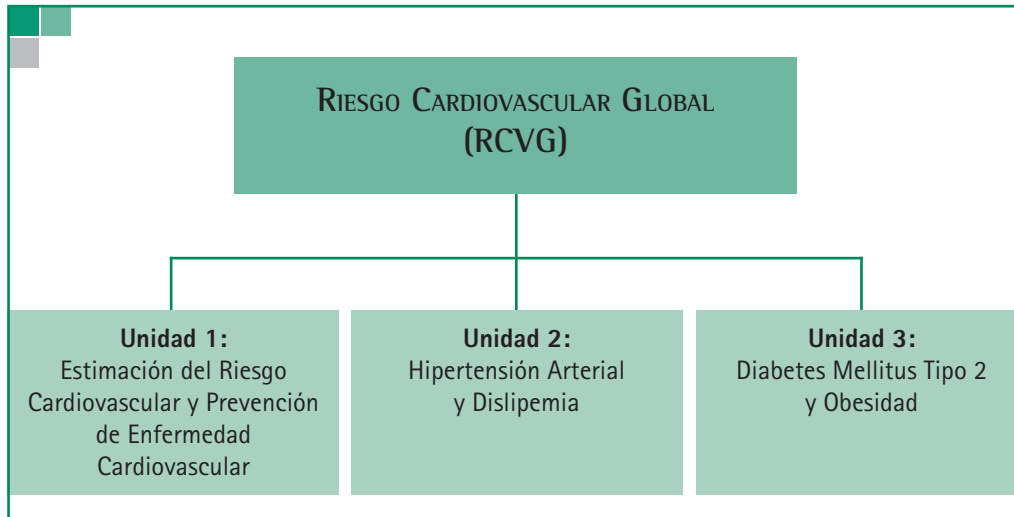 Riesgo Cardiovascular Global
(RCVG)
Unidad 1:
Estimación del Riesgo
Cardiovascular y Prevención
de Enfermedad
Cardiovascular
Unidad 2:
Hipertensión Arterial
y Dislipemia
Unidad 3:
Diabetes Mellitus Tipo 2
y Obesidad